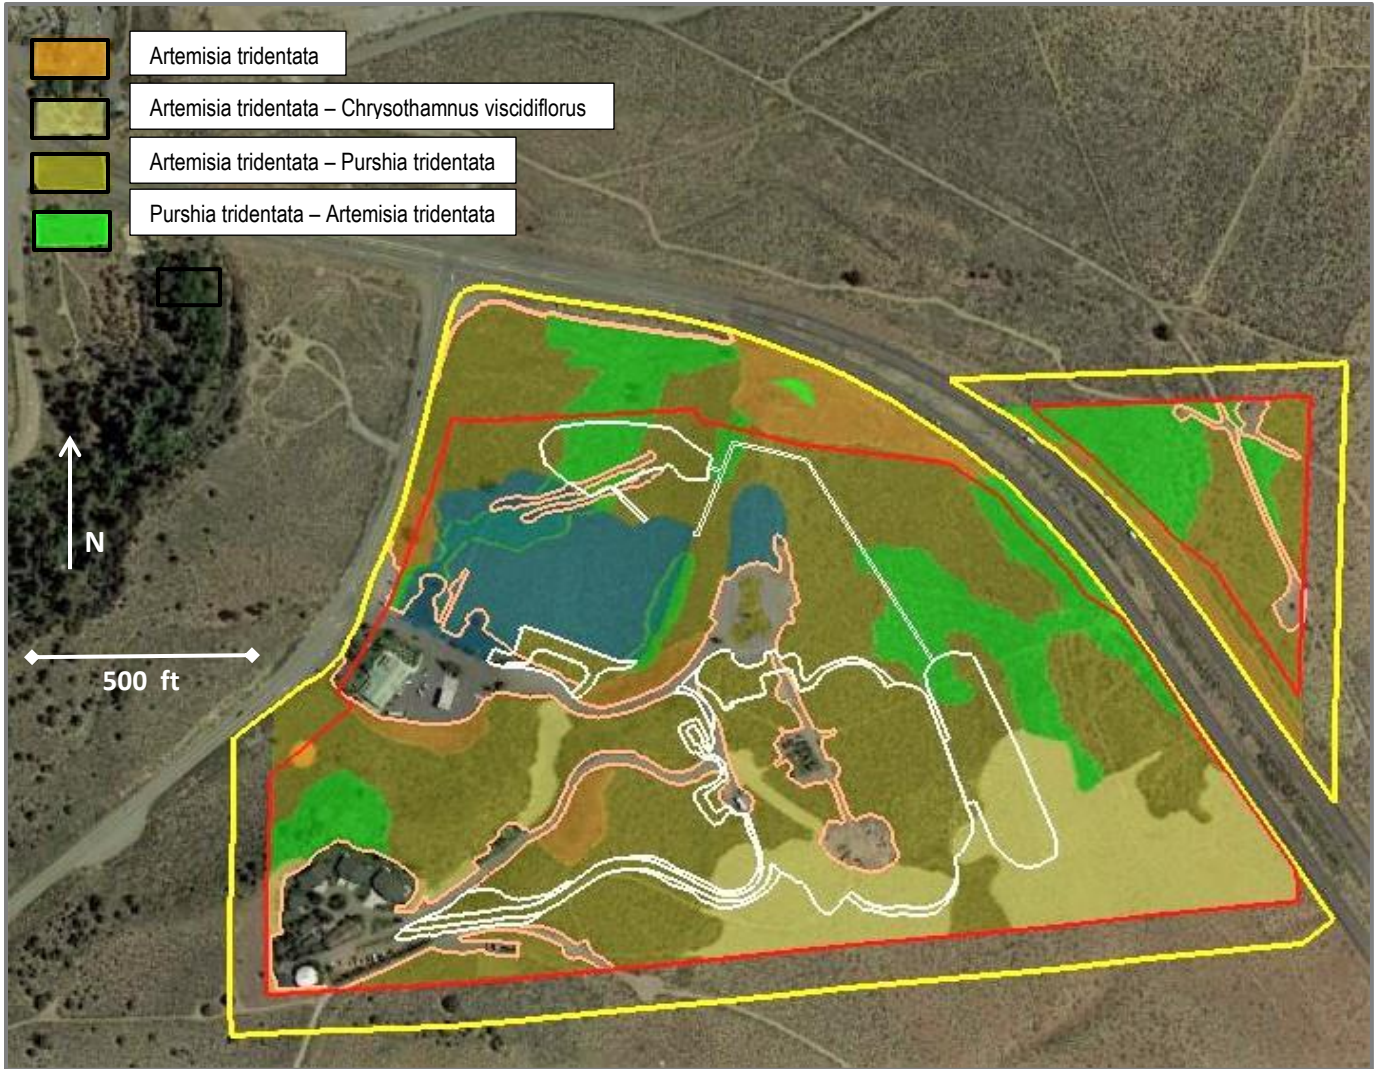 Artemisia tridentata
Artemisia tridentata – Chrysothamnus viscidiflorus
Artemisia tridentata – Purshia tridentata
Purshia tridentata – Artemisia tridentata
N
500 ft